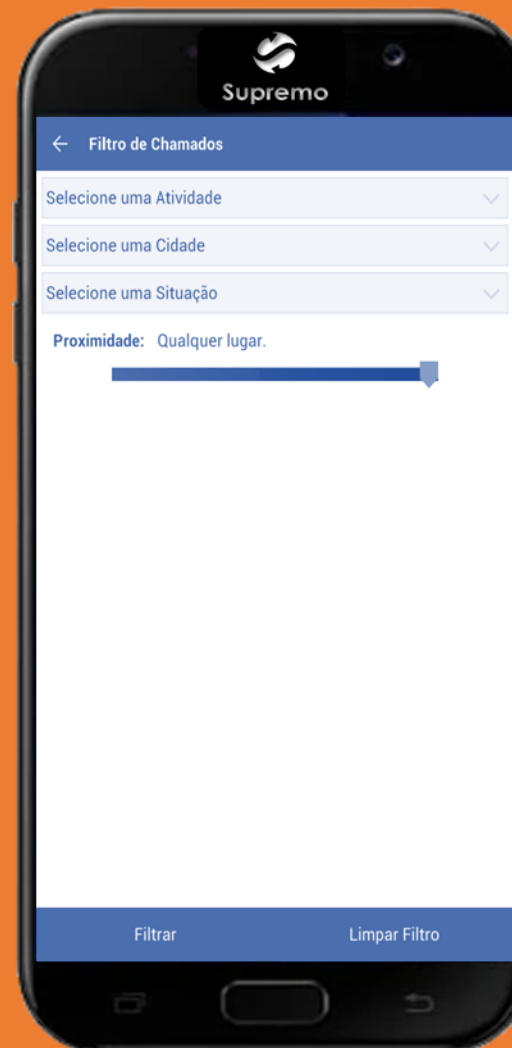 Supremo
Filtro de Chamados
Selecione uma Atividade
Selecione uma Cidade
Selecione uma Situação
Proximidade: Qualquer lugar.
Filtrar Limpar Filtro